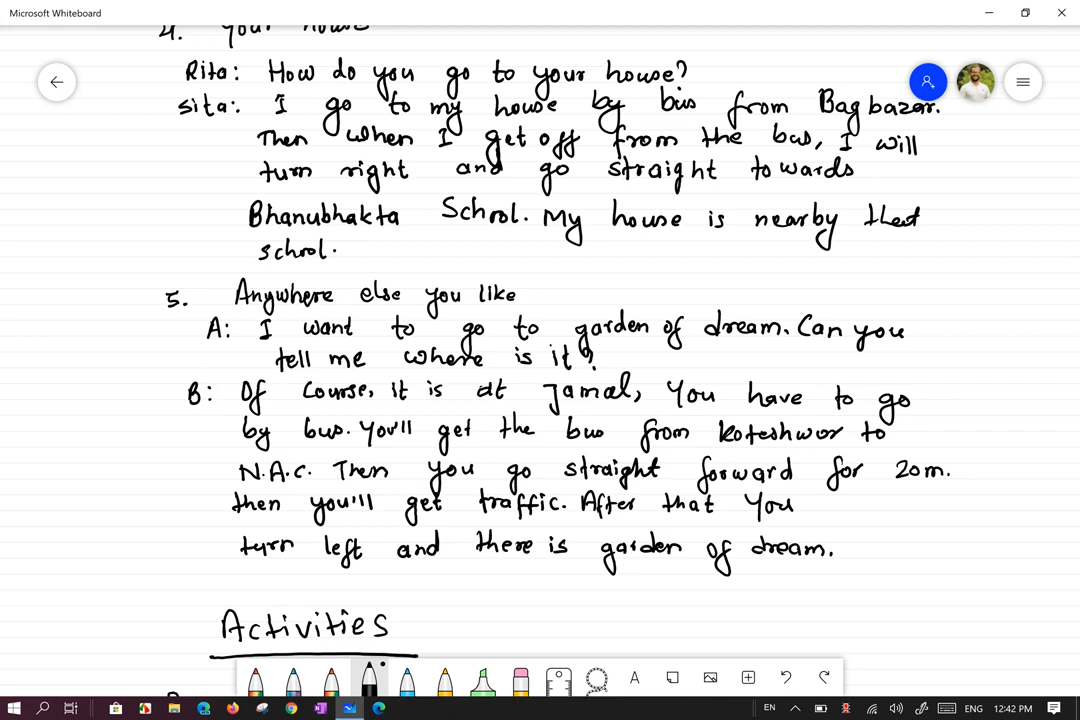 Microsoft Whiteboard
4. Your house
Rita: How do you go to your house?
Sita: I go to my house by bus from Bagbazar.
Then when I get off from the bus, I will
turn right and go straight towards
Bhanubhakta School. My house is nearby that
school.
5. Anywhere else you like
A: I want to go to garden of dream. Can you
tell me where is it?
B: Of course, it is at Jamal, You have to go
by bus. You'll get the bus from Koteshwor to
N.A.C. Then you go straight forward for 20m.
then you'll get traffic. After that You
turn left and there is garden of dream.
Activities
EN ENG 12:42 PM